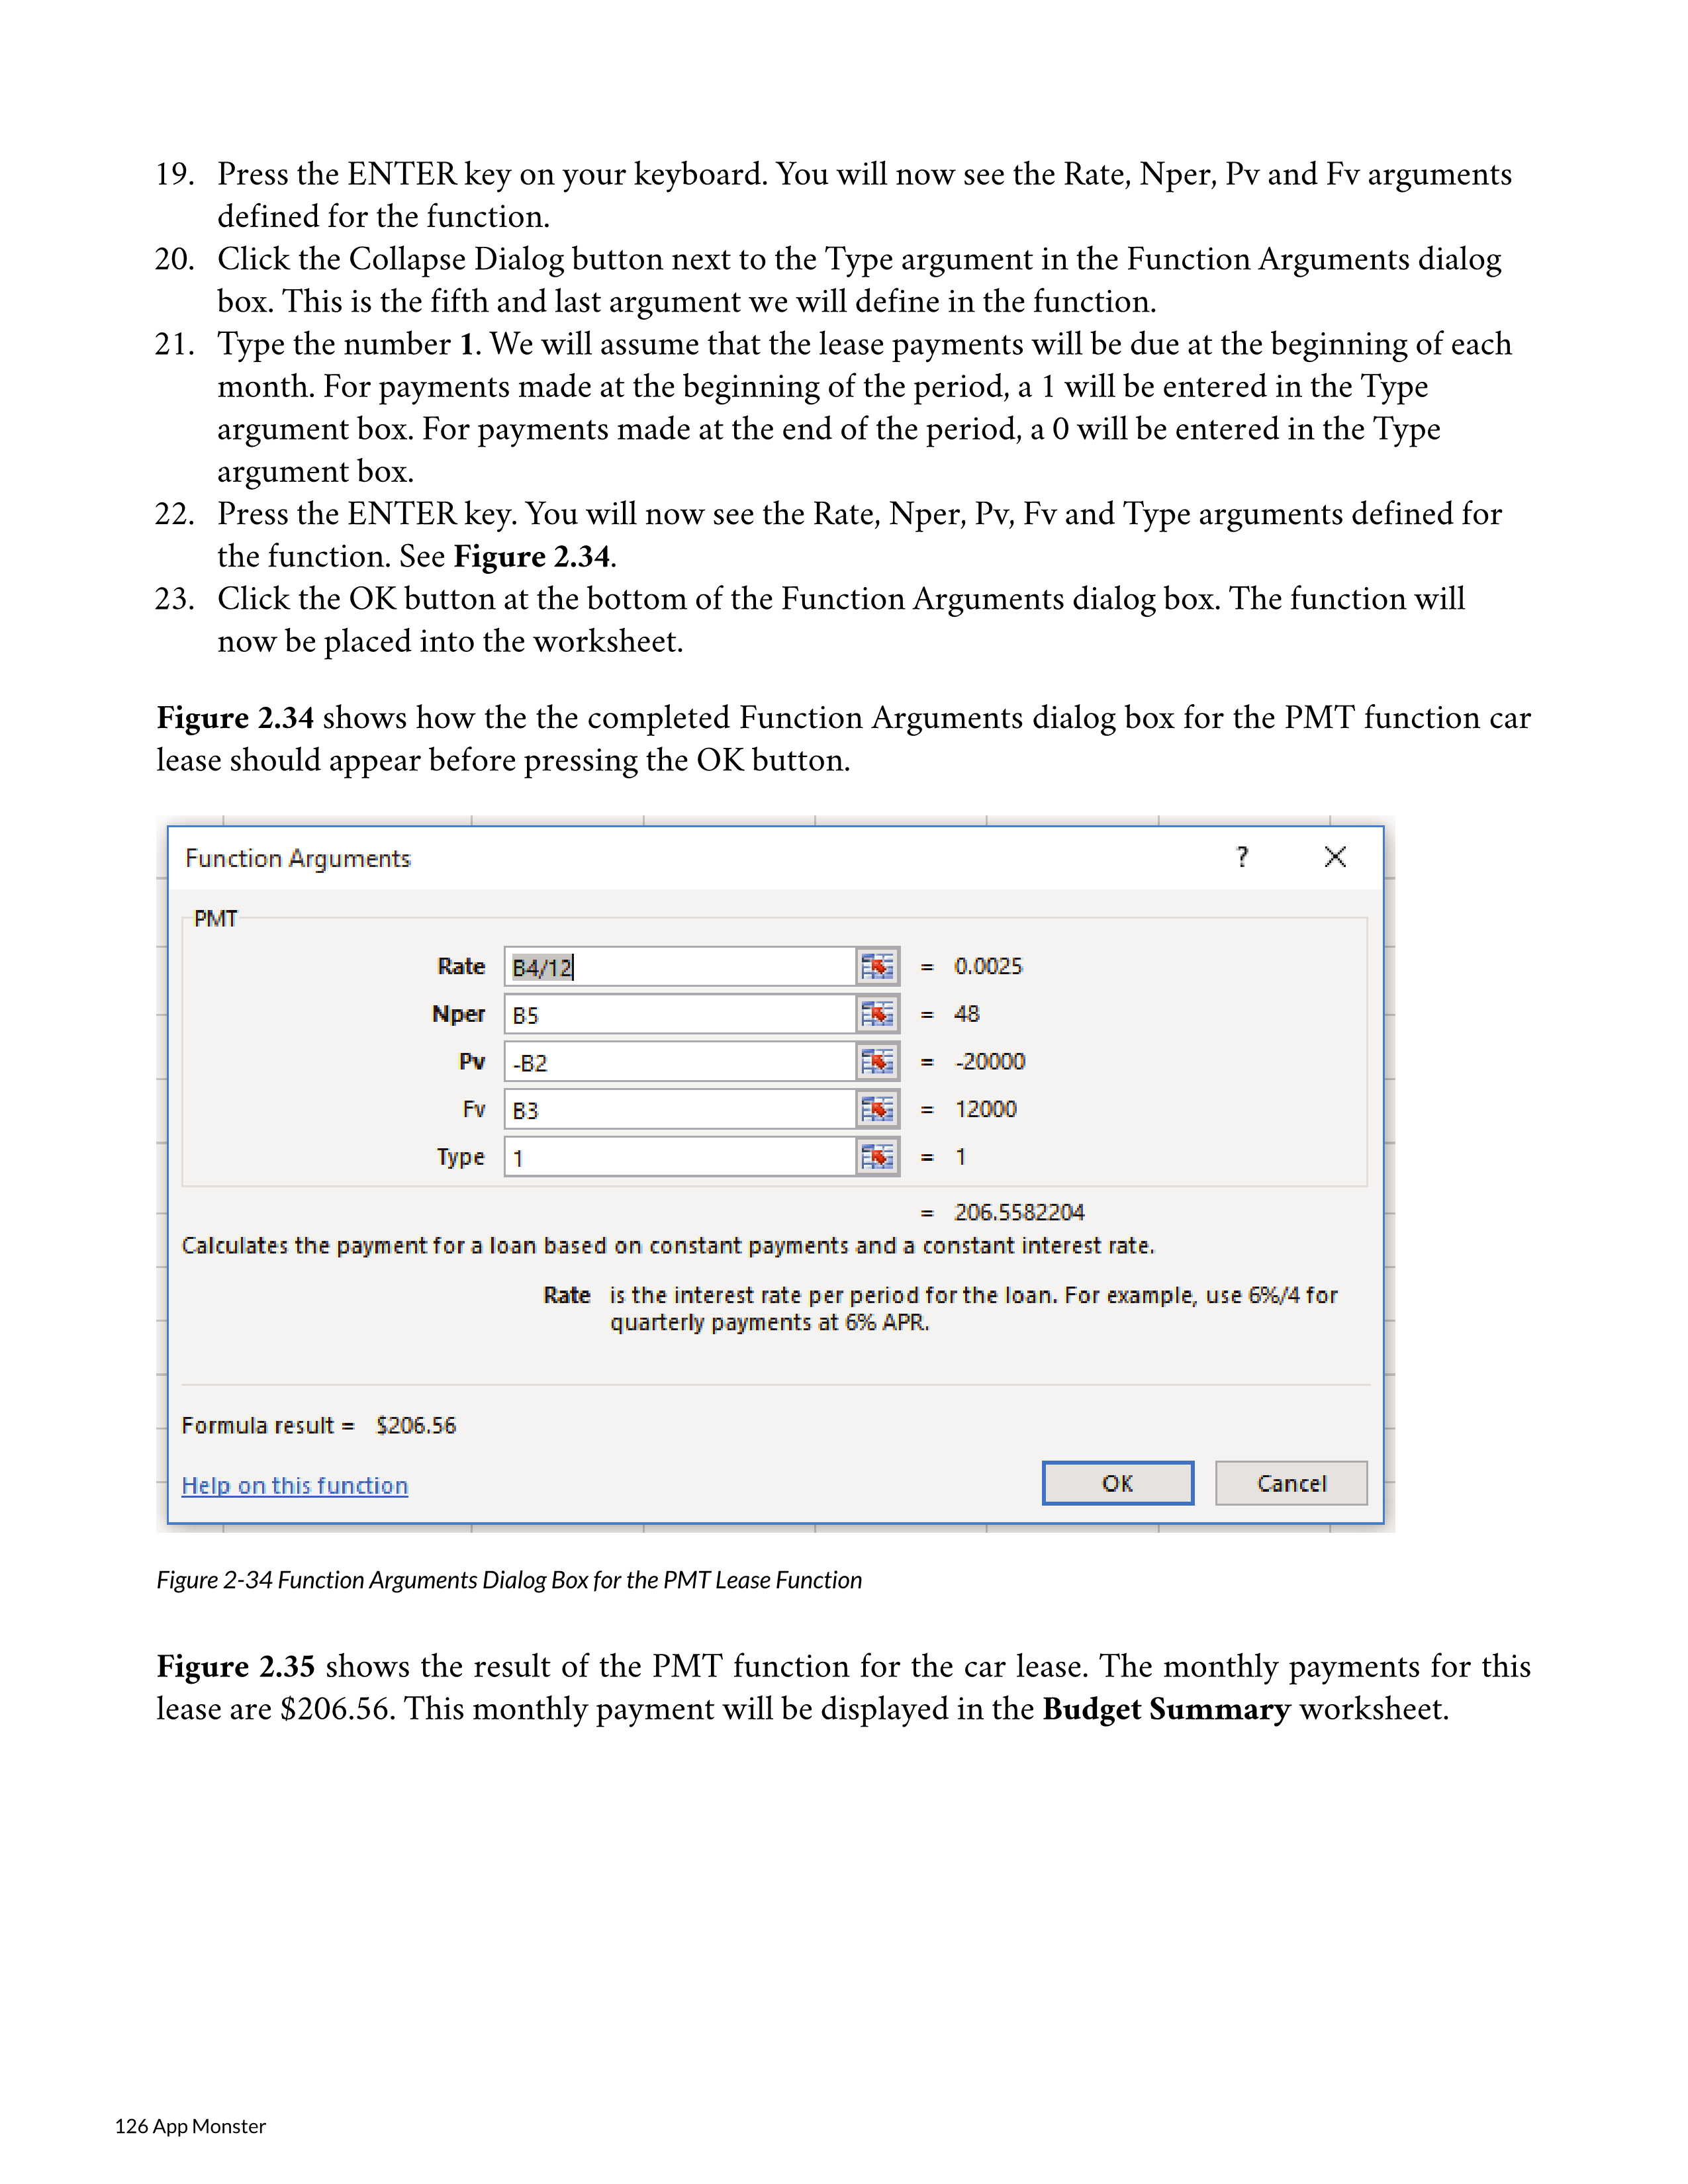 19. Press the ENTER key on your keyboard. You will now see the Rate, Nper, Pv and Fv arguments
defined for the function.
20. Click the Collapse Dialog button next to the Type argument in the Function Arguments dialog
box. This is the fifth and last argument we will define in the function.
21. Type the number 1. We will assume that the lease payments will be due at the beginning of each
month. For payments made at the beginning of the period, a 1 will be entered in the Type
argument box. For payments made at the end of the period, a 0 will be entered in the Type
argument box.
22. Press the ENTER key. You will now see the Rate, Nper, Pv, Fv and Type arguments defined for
the function. See Figure 2.34.
23. Click the OK button at the bottom of the Function Arguments dialog box. The function will
now be placed into the worksheet.
Figure 2.34 shows how the the completed Function Arguments dialog box for the PMT function car
lease should appear before pressing the OK button.
Function Arguments ?
PMT
Rate B4/12 = 0.0025
Nper B5 = 48
Pv -B2 = -20000
Fv B3 = 12000
Type 1 = 1
= 206.5582204
Calculates the payment for a loan based on constant payments and a constant interest rate.
Rate is the interest rate per period for the loan. For example, use 6%/4 for
quarterly payments at 6% APR.
Formula result = $206.56
Help on this function OK Cancel
Figure 2-34 Function Arguments Dialog Box for the PMT Lease Function
Figure 2.35 shows the result of the PMT function for the car lease. The monthly payments for this
lease are $206.56. This monthly payment will be displayed in the Budget Summary worksheet.
126 App Monster